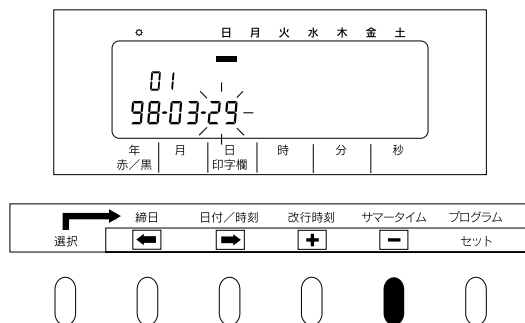 日 月 火 水 木 金 土
01
98-03-29-
年 月 日 時 分 秒
赤／黒 印字欄
締日 日付／時刻 改行時刻 サマータイム プログラム
選択 ← → + - セット